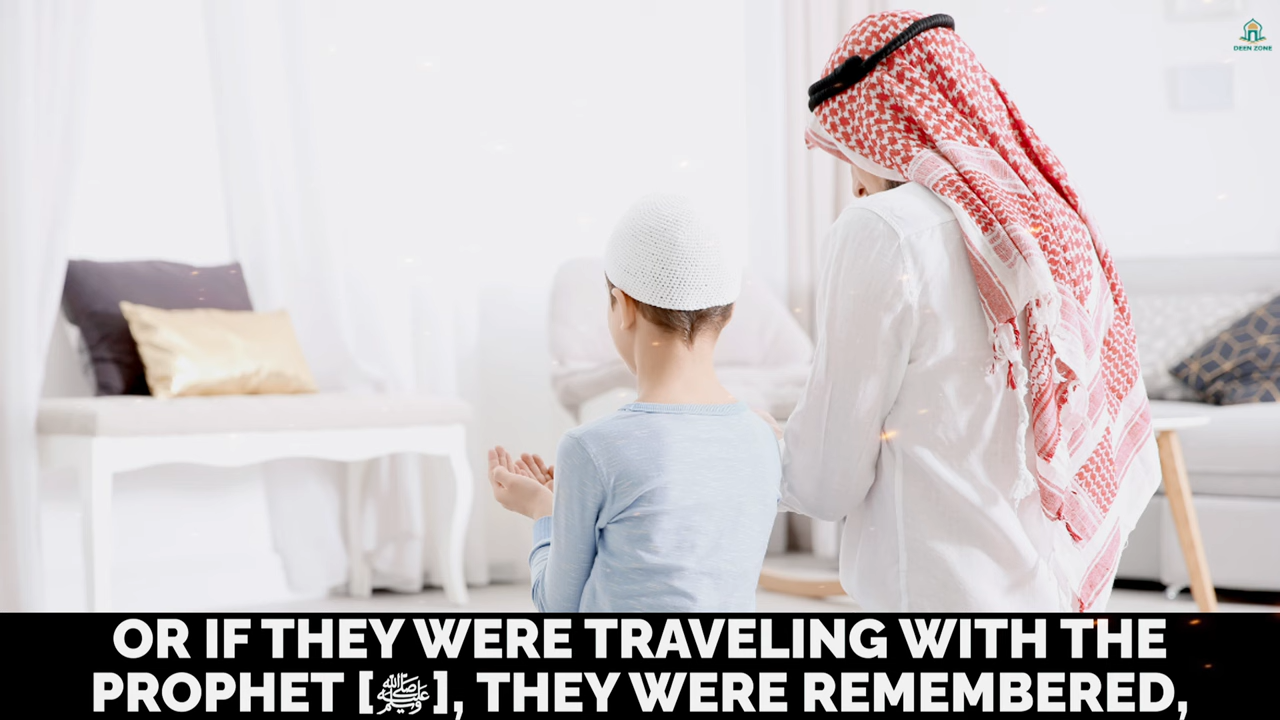 DEEN ZONE
OR IF THEY WERE TRAVELING WITH THE
PROPHET [ﷺ], THEY WERE REMEMBERED,